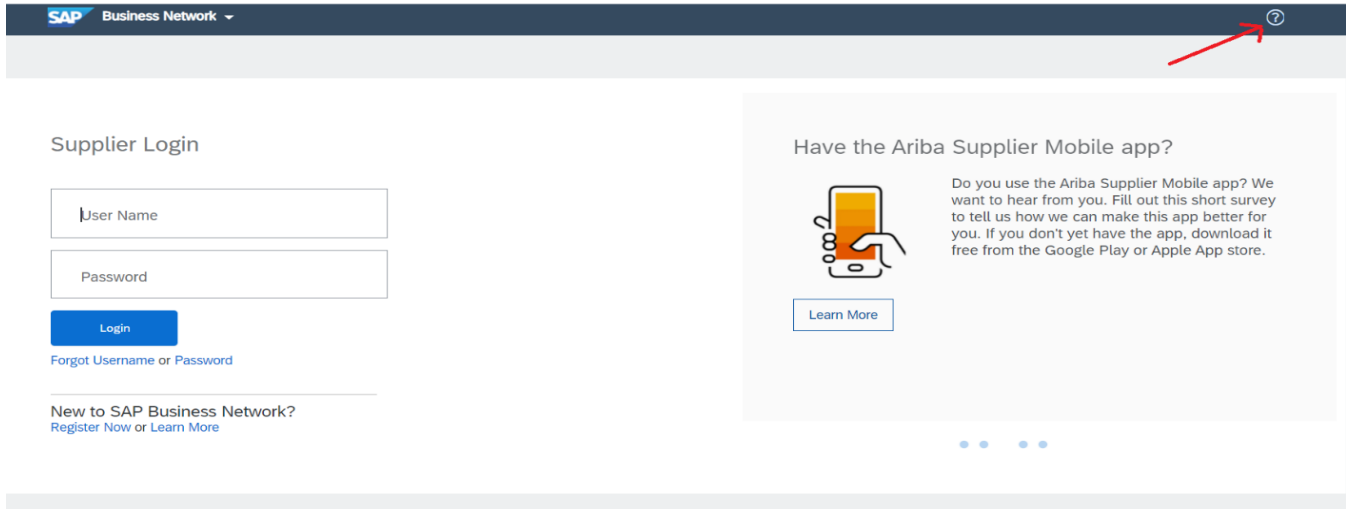 SAP Business Network
?
Supplier Login
User Name
Password
Login
Forgot Username or Password
New to SAP Business Network?
Register Now or Learn More
Have the Ariba Supplier Mobile app?
Do you use the Ariba Supplier Mobile app? We
want to hear from you. Fill out this short survey
to tell us how we can make this app better for
you. If you don't yet have the app, download it
free from the Google Play or Apple App store.
Learn More